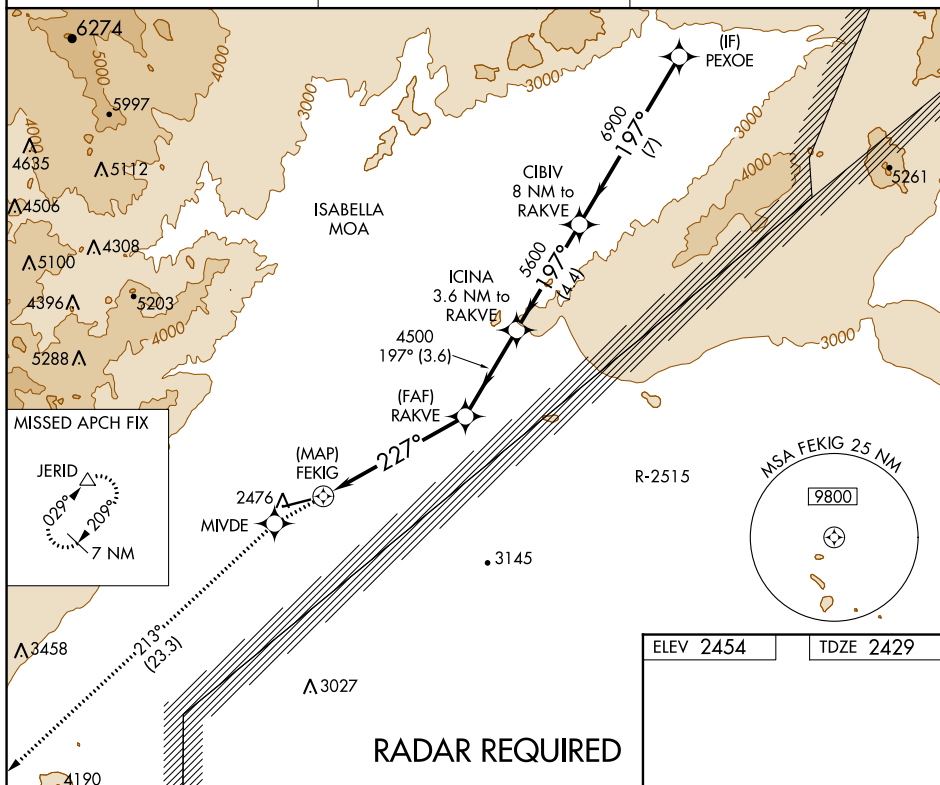 6274
5000
4000
5997
4000
3000
(IF)
PEXOE
4635
5112
6900
197°
(7)
3000
4000
5261
4506
ISABELLA
MOA
CIBIV
8 NM to
RAKVE
4308
5100
4396
5203
4000
5600
197°
(4.4)
ICINA
3.6 NM to
RAKVE
5288
4500
197° (3.6)
3000
(FAF)
RAKVE
MISSED APCH FIX
JERID
029°
209°
7 NM
227°
(MAP)
FEKIG
2476
MIVDE
R-2515
MSA FEKIG 25 NM
9800
3145
213°
(23.3)
3458
3027
ELEV 2454
TDZE 2429
RADAR REQUIRED
4190